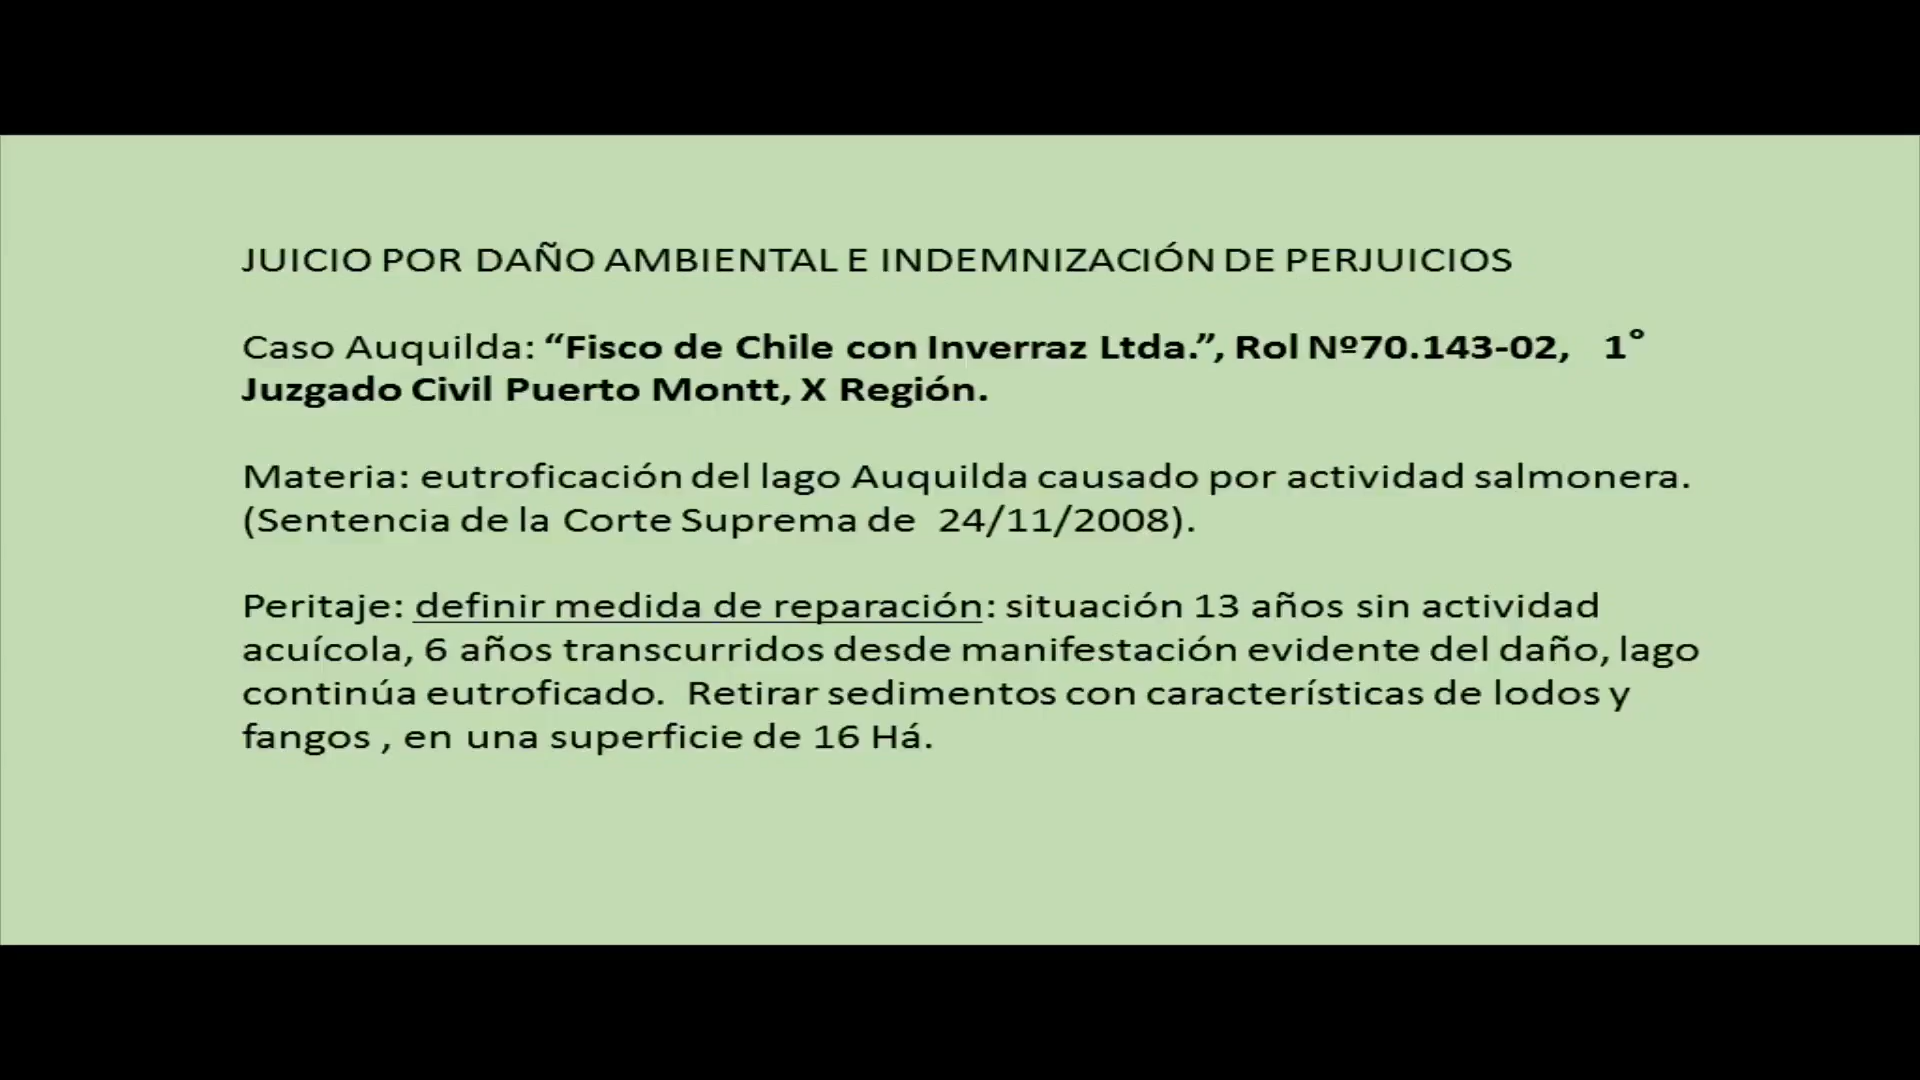 JUICIO POR DAÑO AMBIENTAL E INDEMNIZACIÓN DE PERJUICIOS
Caso Auquilda: “Fisco de Chile con Inverraz Ltda.”, Rol Nº70.143-02, 1°
Juzgado Civil Puerto Montt, X Región.
Materia: eutroficación del lago Auquilda causado por actividad salmonera.
(Sentencia de la Corte Suprema de 24/11/2008).
Peritaje: definir medida de reparación: situación 13 años sin actividad
acuícola, 6 años transcurridos desde manifestación evidente del daño, lago
continúa eutroficado. Retirar sedimentos con características de lodos y
fangos , en una superficie de 16 Há.